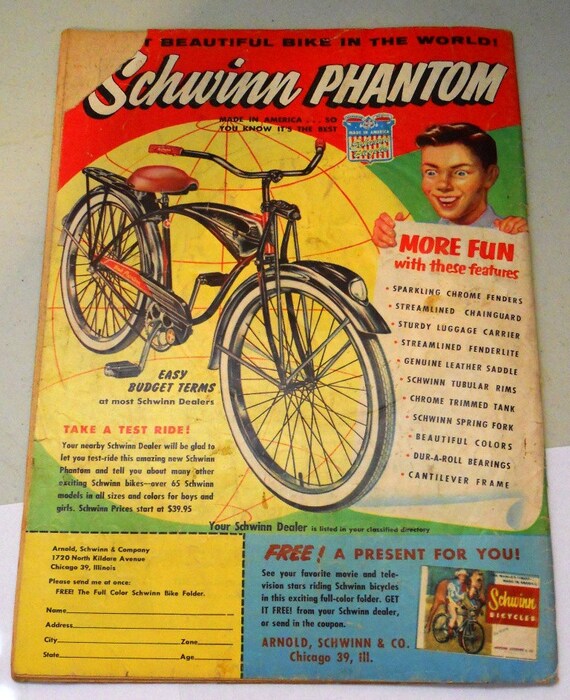 T BEAUTIFUL BIKE IN THE WORLD!
Schwinn PHANTOM
MADE IN AMERICA . . . SO
YOU KNOW IT'S THE BEST
MADE IN AMERICA
MORE FUN
with these features
• SPARKLING CHROME FENDERS
• STREAMLINED CHAINGUARD
• STURDY LUGGAGE CARRIER
• STREAMLINED FENDERLITE
• GENUINE LEATHER SADDLE
• SCHWINN TUBULAR RIMS
• CHROME TRIMMED TANK
• SCHWINN SPRING FORK
• BEAUTIFUL COLORS
• DUR-A-ROLL BEARINGS
• CANTILEVER FRAME
EASY
BUDGET TERMS
at most Schwinn Dealers
TAKE A TEST RIDE!
Your nearby Schwinn Dealer will be glad to
let you test-ride this amazing new Schwinn
Phantom and tell you about many other
exciting Schwinn bikes—over 65 Schwinn
models in all sizes and colors for boys and
girls. Schwinn Prices start at $39.95
Your Schwinn Dealer is listed in your classified directory
Arnold, Schwinn & Company
1720 North Kildare Avenue
Chicago 39, Illinois
Please send me at once:
FREE! The Full Color Schwinn Bike Folder.
Name
Address
City Zone
State Age
FREE! A PRESENT FOR YOU!
See your favorite movie and tele-
vision stars riding Schwinn bicycles
in this exciting full-color folder. GET
IT FREE! from your Schwinn dealer,
or send in the coupon.
ARNOLD, SCHWINN & CO.
Chicago 39, Ill.
Schwinn
BICYCLES